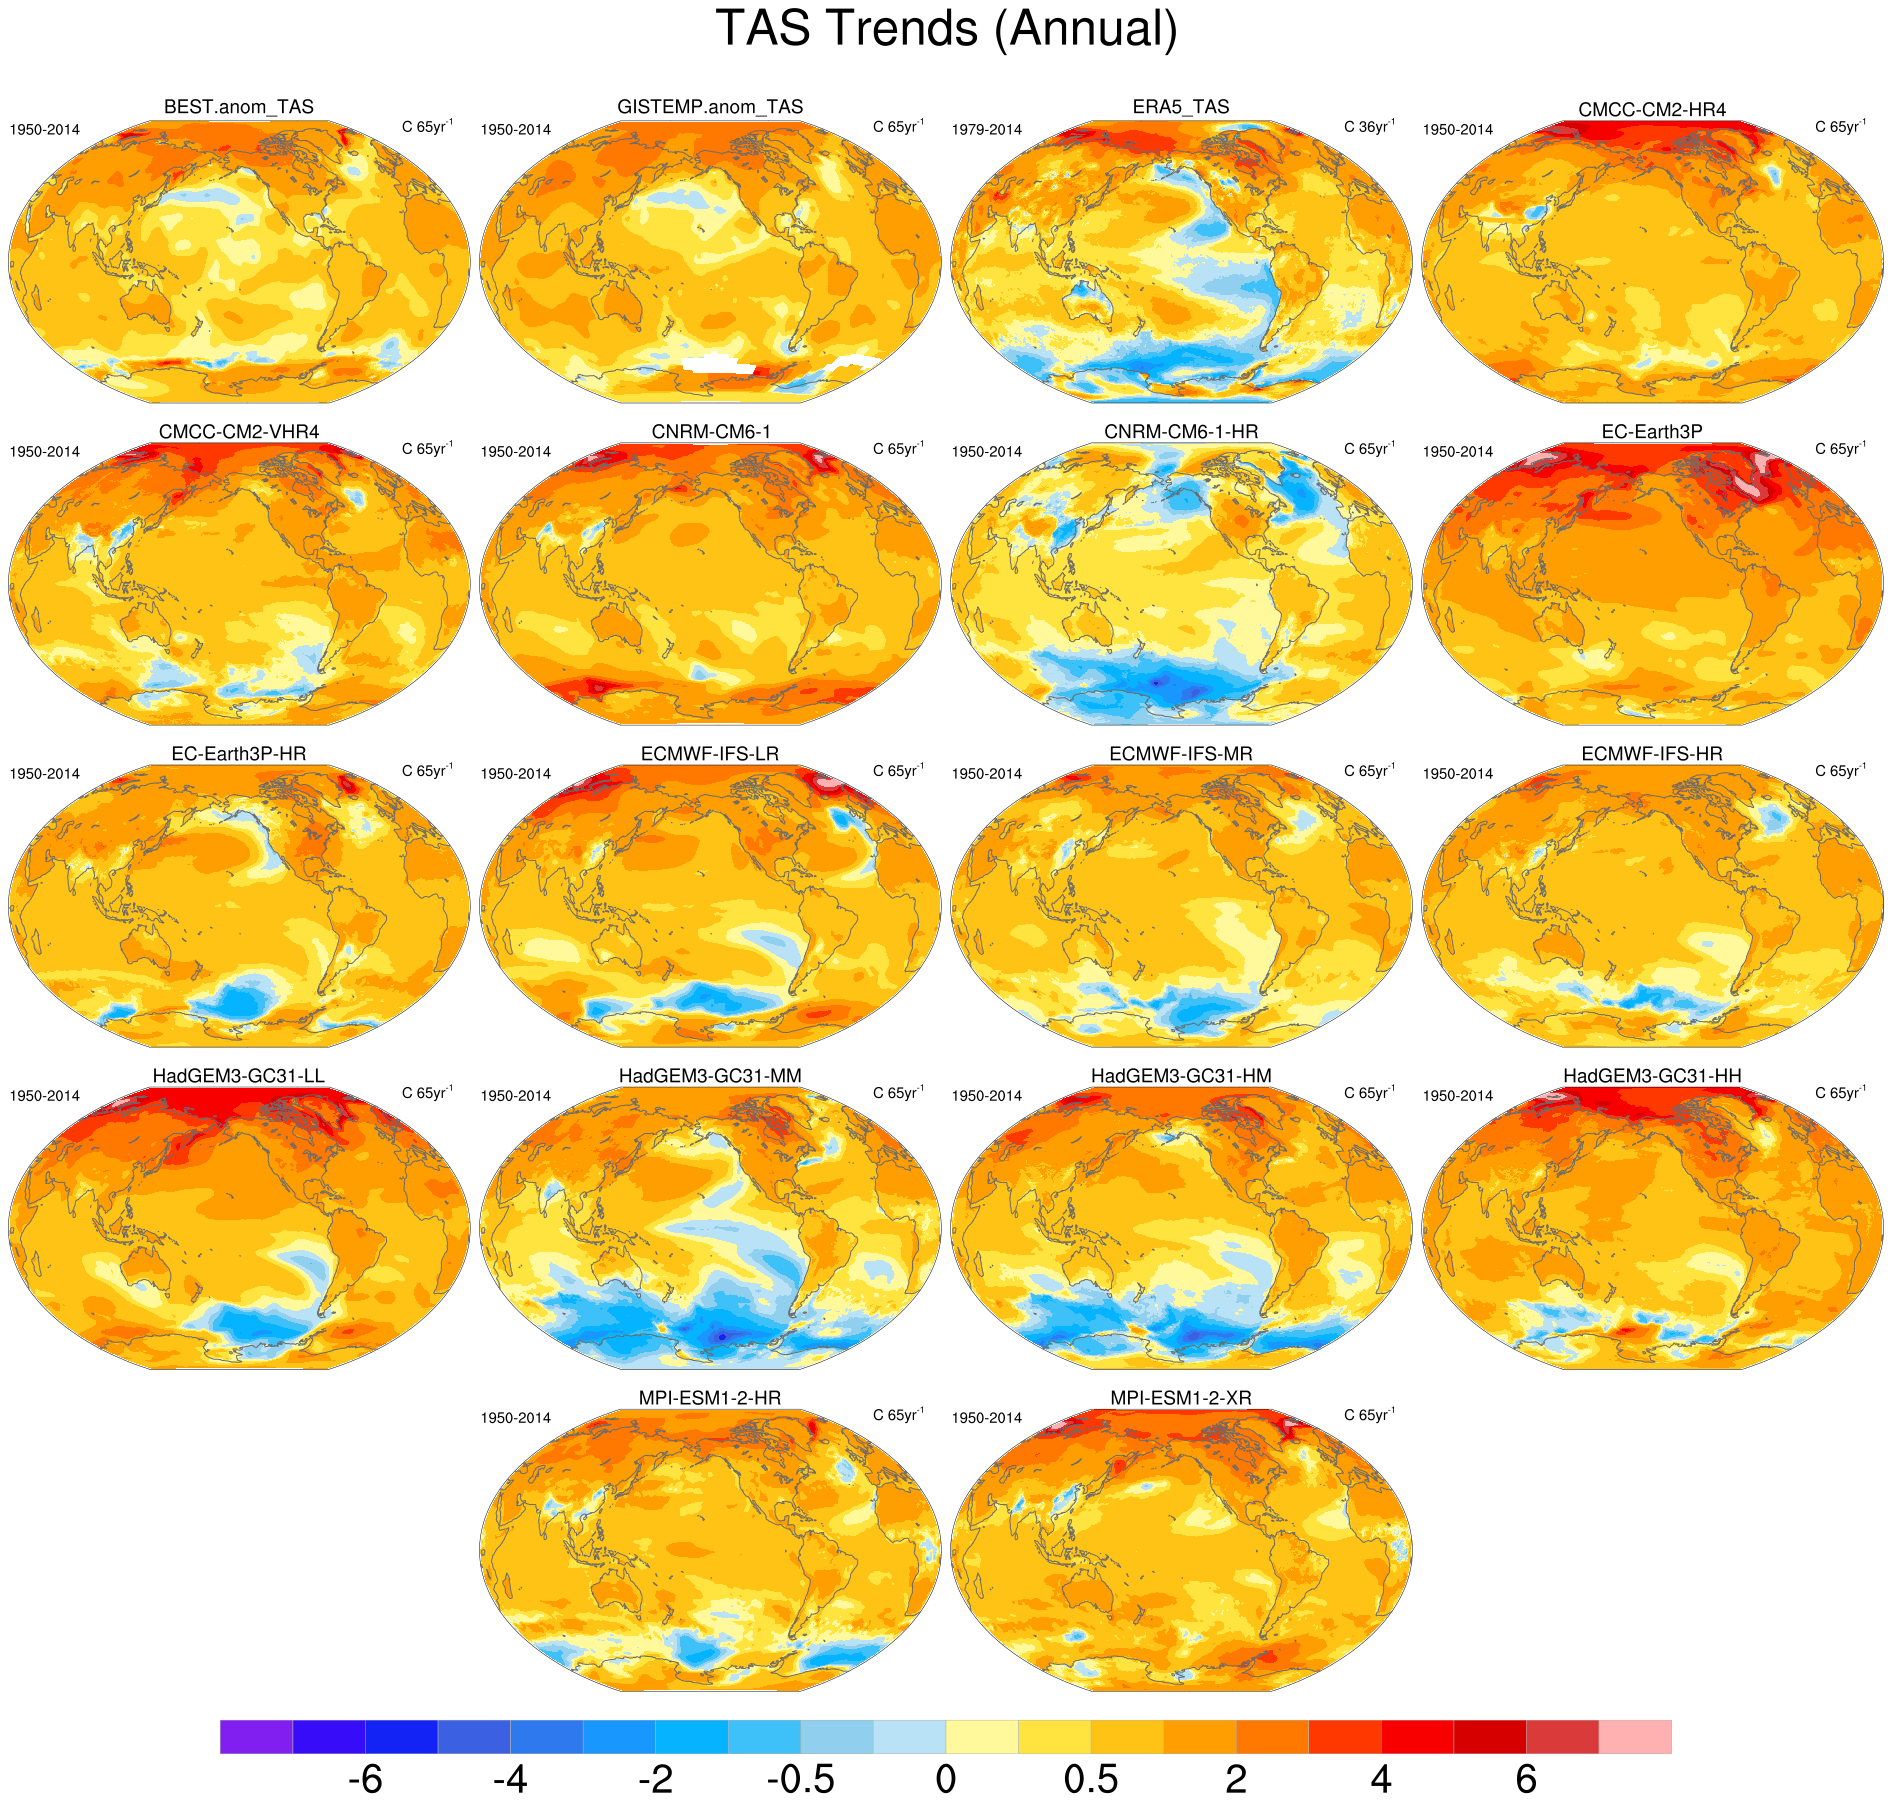 TAS Trends (Annual)
BEST.anom_TAS
1950-2014
C 65yr-1
GISTEMP.anom_TAS
1950-2014
C 65yr-1
ERA5_TAS
1979-2014
C 36yr-1
CMCC-CM2-HR4
1950-2014
C 65yr-1
CMCC-CM2-VHR4
1950-2014
C 65yr-1
CNRM-CM6-1
1950-2014
C 65yr-1
CNRM-CM6-1-HR
1950-2014
C 65yr-1
EC-Earth3P
1950-2014
C 65yr-1
EC-Earth3P-HR
1950-2014
C 65yr-1
ECMWF-IFS-LR
1950-2014
C 65yr-1
ECMWF-IFS-MR
1950-2014
C 65yr-1
ECMWF-IFS-HR
1950-2014
C 65yr-1
HadGEM3-GC31-LL
1950-2014
C 65yr-1
HadGEM3-GC31-MM
1950-2014
C 65yr-1
HadGEM3-GC31-HM
1950-2014
C 65yr-1
HadGEM3-GC31-HH
1950-2014
C 65yr-1
MPI-ESM1-2-HR
1950-2014
C 65yr-1
MPI-ESM1-2-XR
1950-2014
C 65yr-1
-6 -4 -2 -0.5 0 0.5 2 4 6